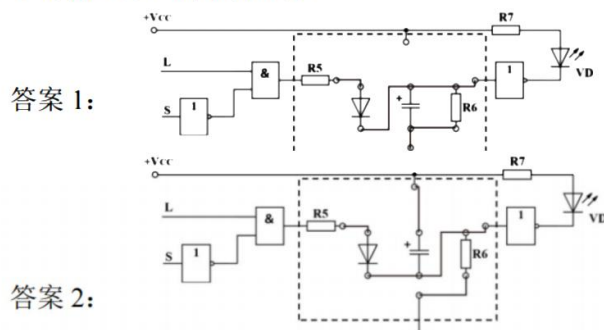 +VCC
R7
L
&
R5
1
VD
答案1：
S
1
+
R6
+VCC
R7
L
&
R5
1
VD
S
1
+
R6
答案2：